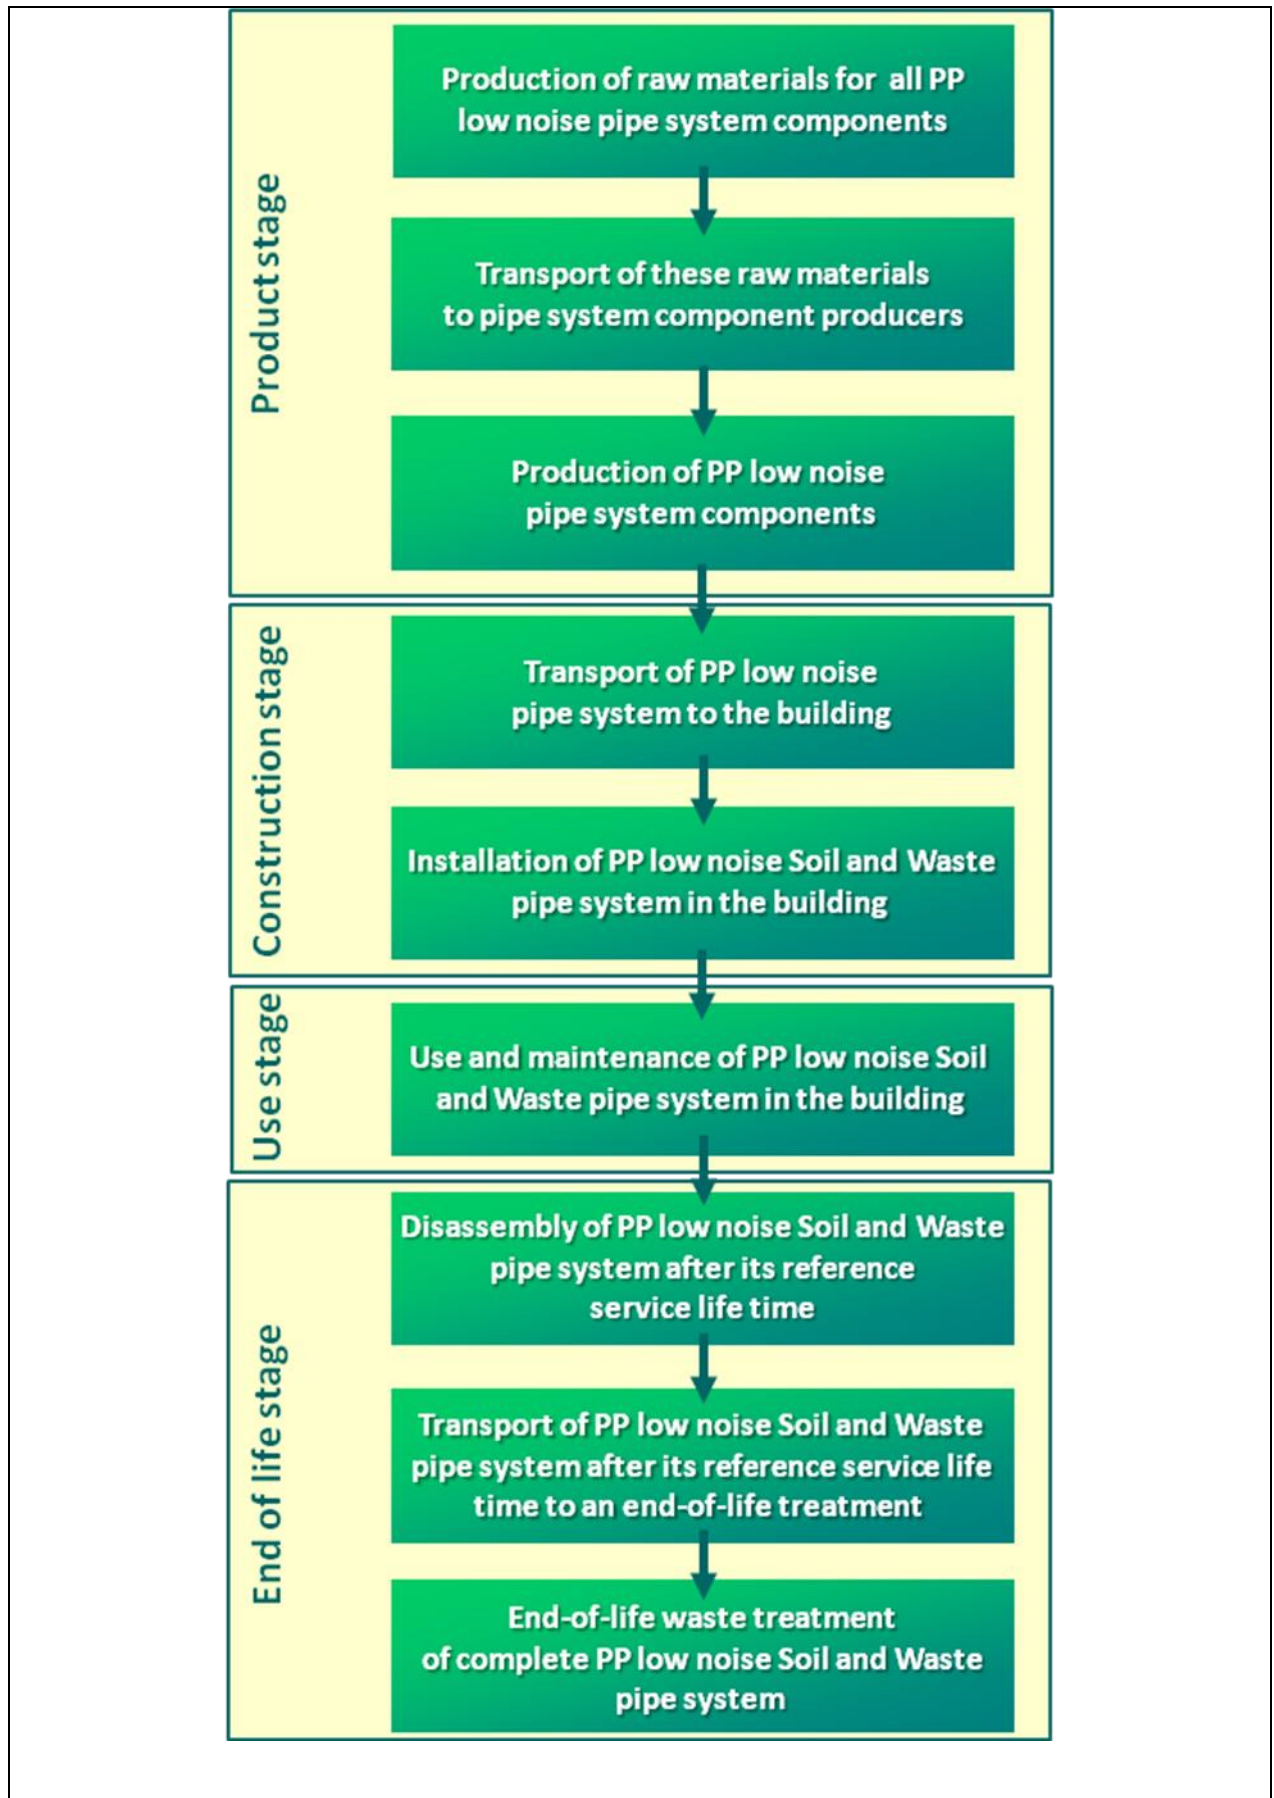 Product stage
Production of raw materials for all PP
low noise pipe system components
Transport of these raw materials
to pipe system component producers
Production of PP low noise
pipe system components
Construction stage
Transport of PP low noise
pipe system to the building
Installation of PP low noise Soil and Waste
pipe system in the building
Use stage
Use and maintenance of PP low noise Soil
and Waste pipe system in the building
End of life stage
Disassembly of PP low noise Soil and Waste
pipe system after its reference
service life time
Transport of PP low noise Soil and Waste
pipe system after its reference service life
time to an end-of-life treatment
End-of-life waste treatment
of complete PP low noise Soil and Waste
pipe system